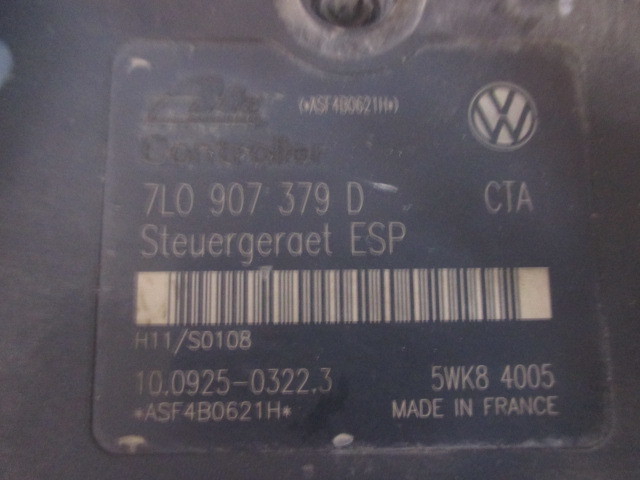 (*ASF4B0621H*)
Controller
7L0 907 379 D CTA
Steuergeraet ESP
H11/S0108
10.0925-0322.3 5WK8 4005
*ASF4B0621H* MADE IN FRANCE